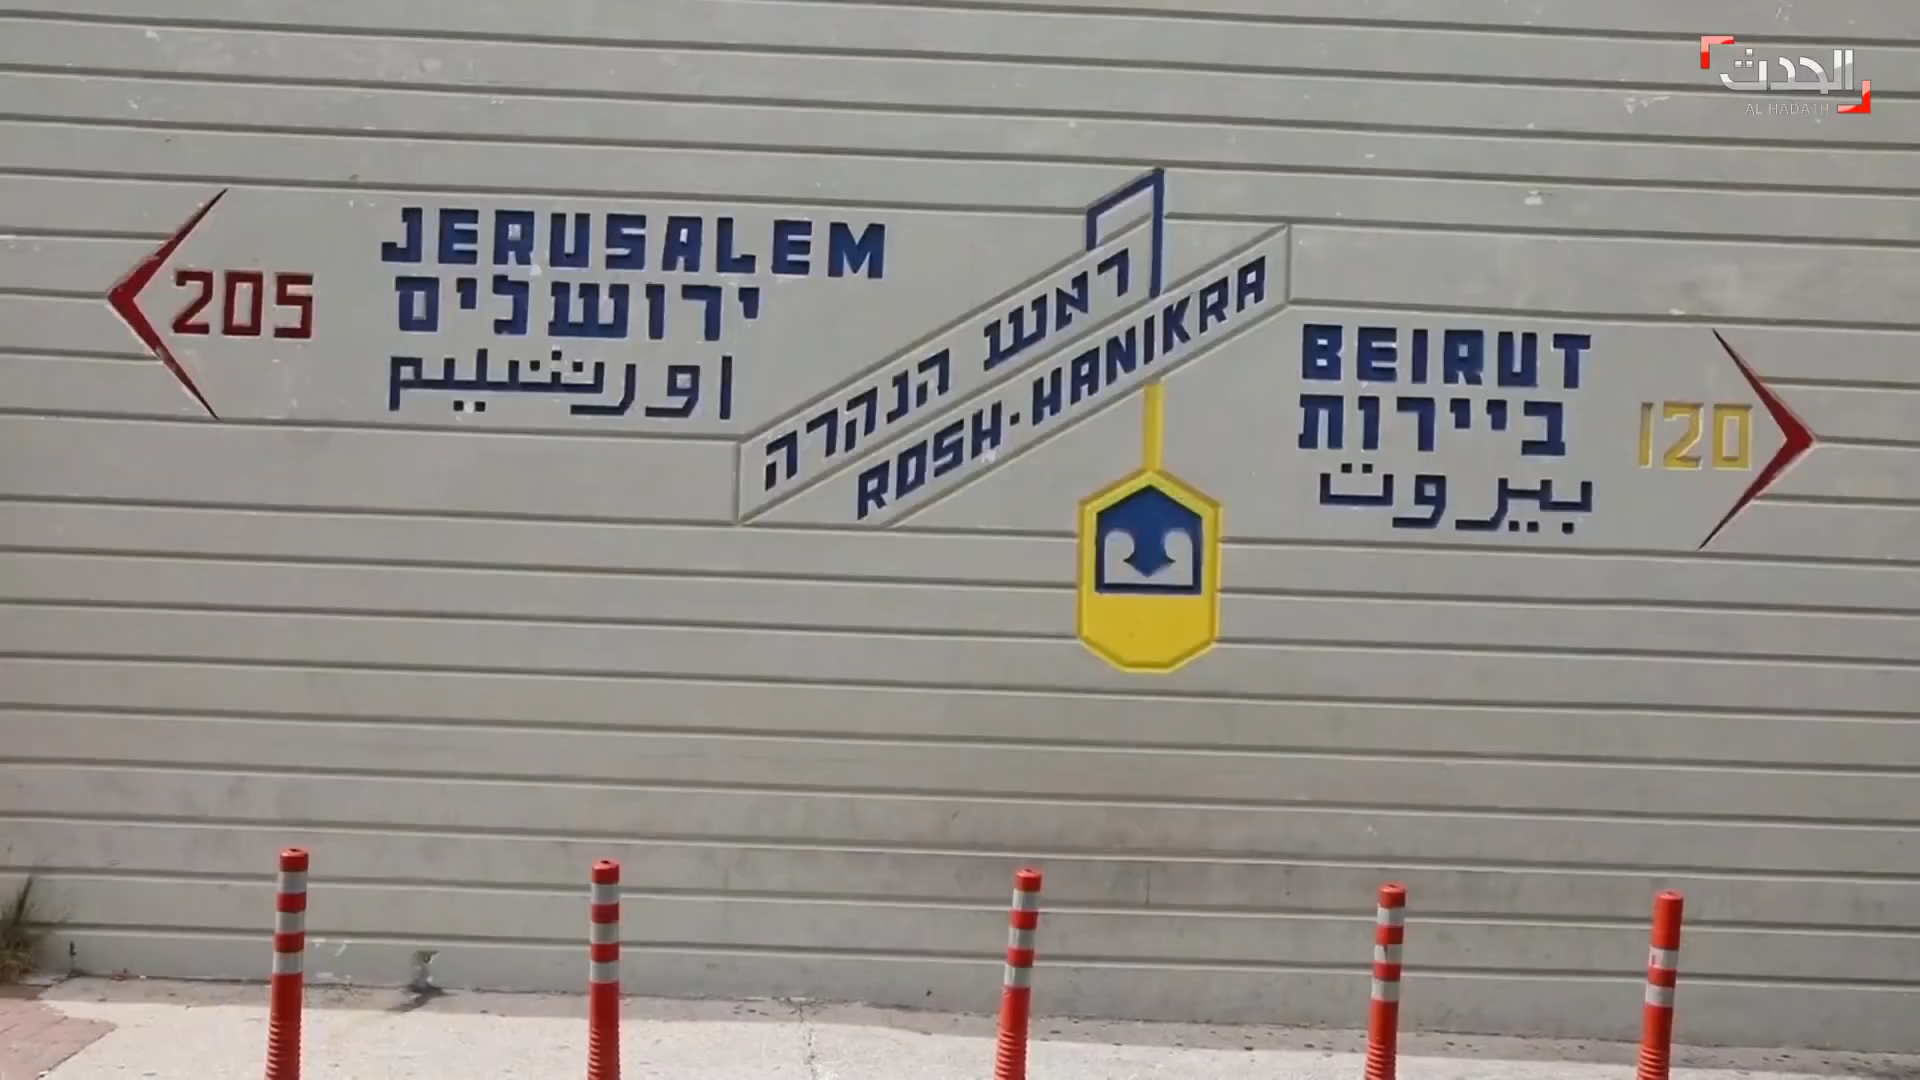 الحدث
AL HADATH
JERUSALEM
ירושלים
اورشليم
205
ראש הנקרה
ROSH-HANIKRA
BEIRUT
ביירות
بيروت
120